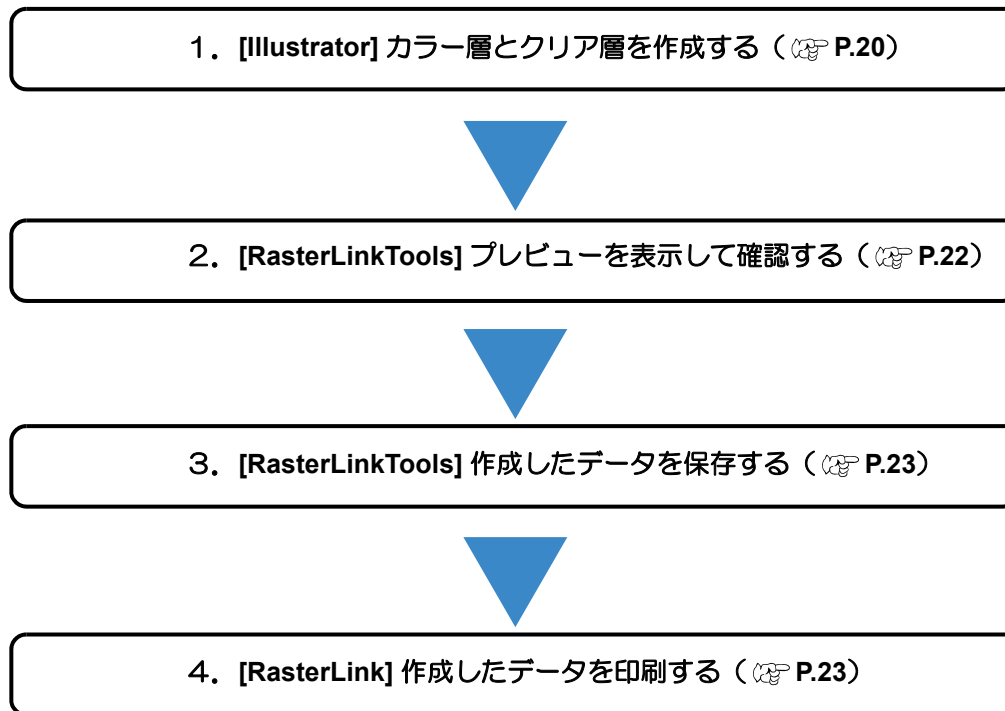 １．[Illustrator] カラー層とクリア層を作成する（☞ P.20）
２．[RasterLinkTools] プレビューを表示して確認する（☞ P.22）
３．[RasterLinkTools] 作成したデータを保存する（☞ P.23）
４．[RasterLink] 作成したデータを印刷する（☞ P.23）